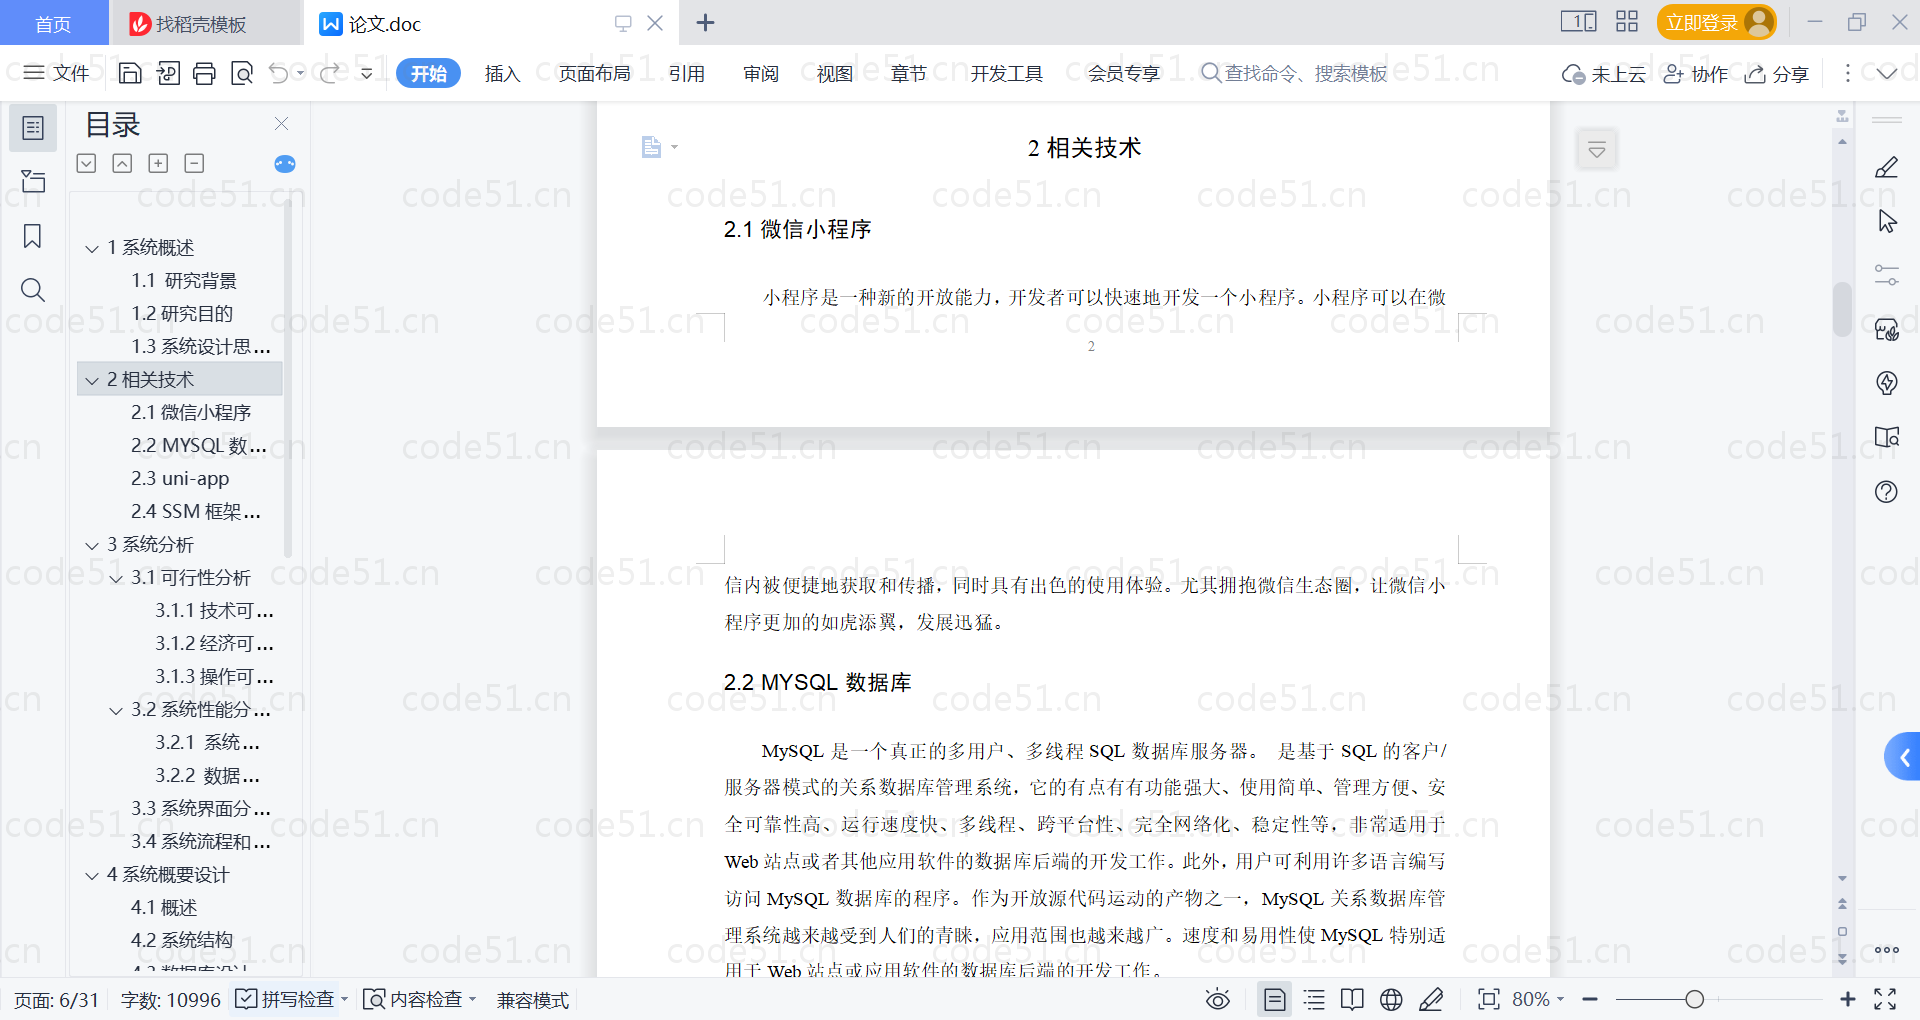 首页
找稻壳模板
论文.doc
立即登录
文件
开始
插入
页面布局
引用
审阅
视图
章节
开发工具
会员专享
查找命令、搜索模板
未上云
协作
分享
目录
1 系统概述
1.1 研究背景
1.2 研究目的
1.3 系统设计思...
2 相关技术
2.1 微信小程序
2.2 MYSQL 数...
2.3 uni-app
2.4 SSM 框架...
3 系统分析
3.1 可行性分析
3.1.1 技术可...
3.1.2 经济可...
3.1.3 操作可...
3.2 系统性能分...
3.2.1 系统...
3.2.2 数据...
3.3 系统界面分...
3.4 系统流程和...
4 系统概要设计
4.1 概述
4.2 系统结构
4.3 数据库设计
2 相关技术
2.1 微信小程序
小程序是一种新的开放能力，开发者可以快速地开发一个小程序。小程序可以在微
2
信内被便捷地获取和传播，同时具有出色的使用体验。尤其拥抱微信生态圈，让微信小
程序更加的如虎添翼，发展迅猛。
2.2 MYSQL 数据库
MySQL 是一个真正的多用户、多线程 SQL 数据库服务器。 是基于 SQL 的客户/
服务器模式的关系数据库管理系统，它的有点有有功能强大、使用简单、管理方便、安
全可靠性高、运行速度快、多线程、跨平台性、完全网络化、稳定性等，非常适用于
Web 站点或者其他应用软件的数据库后端的开发工作。此外，用户可利用许多语言编写
访问 MySQL 数据库的程序。作为开放源代码运动的产物之一，MySQL 关系数据库管
理系统越来越受到人们的青睐，应用范围也越来越广。速度和易用性使 MySQL 特别适
用于 Web 站点或应用软件的数据库后端的开发工作。
页面: 6/31
字数: 10996
拼写检查
内容检查
兼容模式
80%
code51.cn